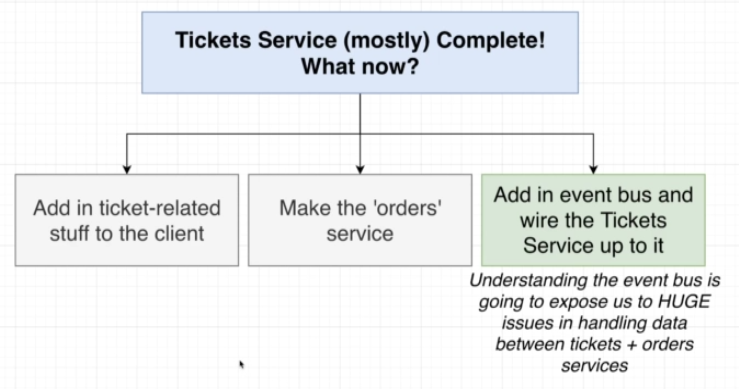 Tickets Service (mostly) Complete!
What now?
Add in ticket-related
stuff to the client
Make the 'orders'
service
Add in event bus and
wire the Tickets
Service up to it
Understanding the event bus is
going to expose us to HUGE
issues in handling data
between tickets + orders
services